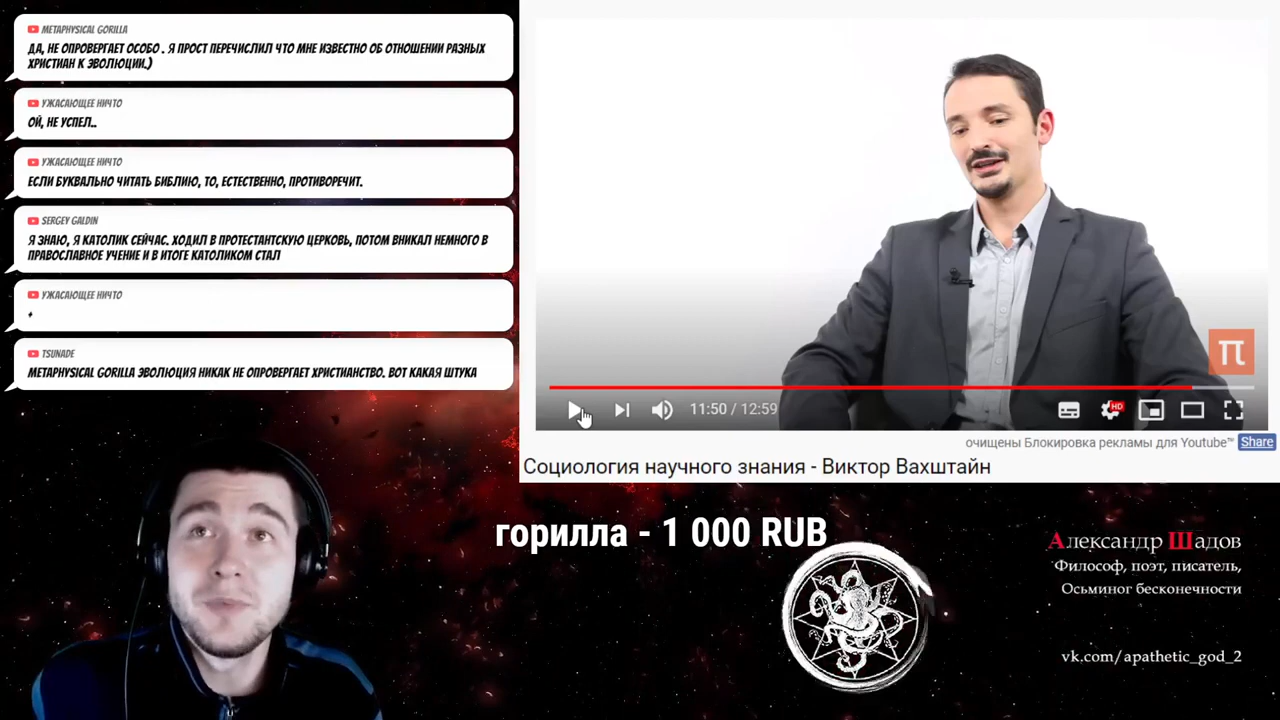 METAPHYSICAL GORILLA
ДА, НЕ ОПРОВЕРГАЕТ ОСОБО . Я ПРОСТ ПЕРЕЧИСЛИЛ ЧТО МНЕ ИЗВЕСТНО ОБ ОТНОШЕНИИ РАЗНЫХ
ХРИСТИАН К ЭВОЛЮЦИИ.)
УЖАСАЮЩЕЕ НИЧТО
ОЙ, НЕ УСПЕЛ..
УЖАСАЮЩЕЕ НИЧТО
ЕСЛИ БУКВАЛЬНО ЧИТАТЬ БИБЛИЮ, ТО, ЕСТЕСТВЕННО, ПРОТИВОРЕЧИТ.
SERGEY GALDIN
Я ЗНАЮ, Я КАТОЛИК СЕЙЧАС. ХОДИЛ В ПРОТЕСТАНТСКУЮ ЦЕРКОВЬ, ПОТОМ ВНИКАЛ НЕМНОГО В
ПРАВОСЛАВНОЕ УЧЕНИЕ И В ИТОГЕ КАТОЛИКОМ СТАЛ
УЖАСАЮЩЕЕ НИЧТО
+
TSUNADE
METAPHYSICAL GORILLA ЭВОЛЮЦИЯ НИКАК НЕ ОПРОВЕРГАЕТ ХРИСТИАНСТВО. ВОТ КАКАЯ ШТУКА
π
11:50 / 12:59
HD
очищены Блокировка рекламы для Youtube™ Share
Социология научного знания - Виктор Вахштайн
горилла - 1 000 RUB
Александр Шадов
Философ, поэт, писатель,
Осьминог бесконечности
vk.com/apathetic_god_2